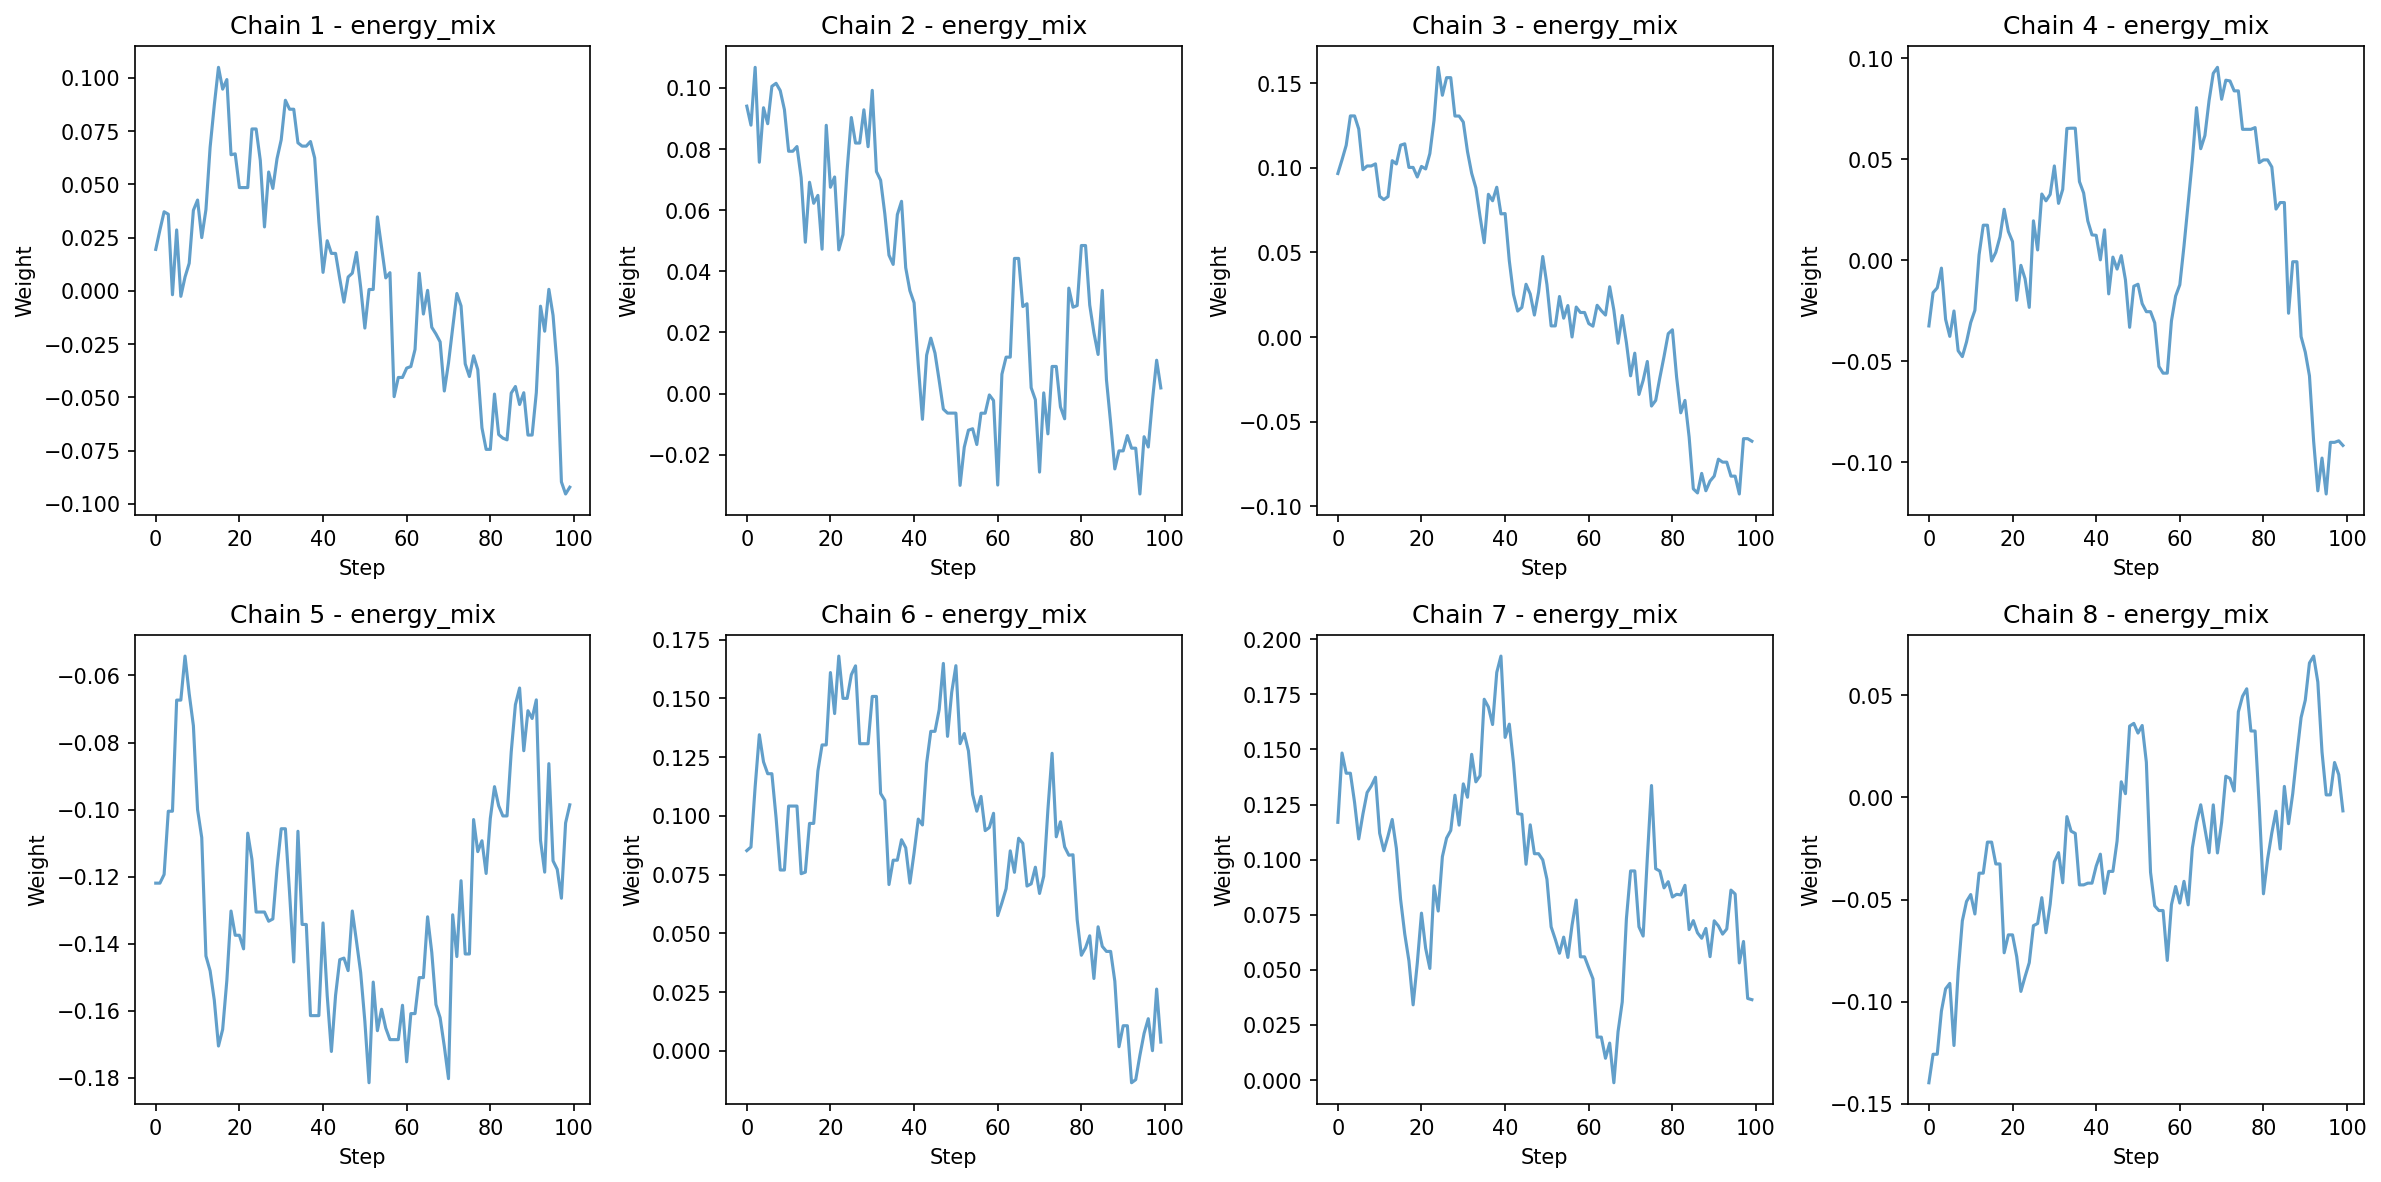 Chain 1 - energy_mix
Weight
0.100
0.075
0.050
0.025
0.000
−0.025
−0.050
−0.075
−0.100
0 20 40 60 80 100
Step
Chain 2 - energy_mix
Weight
0.10
0.08
0.06
0.04
0.02
0.00
−0.02
0 20 40 60 80 100
Step
Chain 3 - energy_mix
Weight
0.15
0.10
0.05
0.00
−0.05
−0.10
0 20 40 60 80 100
Step
Chain 4 - energy_mix
Weight
0.10
0.05
0.00
−0.05
−0.10
0 20 40 60 80 100
Step
Chain 5 - energy_mix
Weight
−0.06
−0.08
−0.10
−0.12
−0.14
−0.16
−0.18
0 20 40 60 80 100
Step
Chain 6 - energy_mix
Weight
0.175
0.150
0.125
0.100
0.075
0.050
0.025
0.000
0 20 40 60 80 100
Step
Chain 7 - energy_mix
Weight
0.200
0.175
0.150
0.125
0.100
0.075
0.050
0.025
0.000
0 20 40 60 80 100
Step
Chain 8 - energy_mix
Weight
0.05
0.00
−0.05
−0.10
−0.15
0 20 40 60 80 100
Step